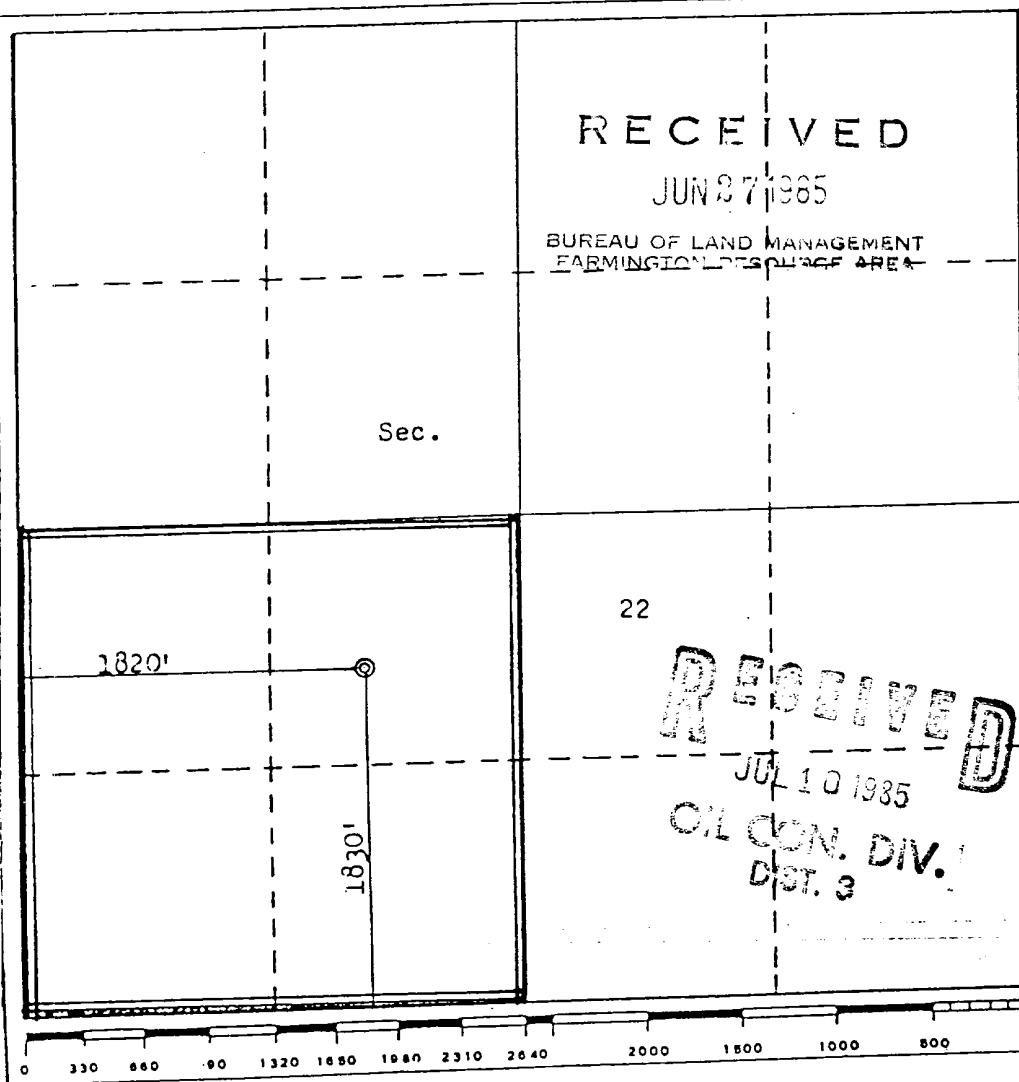 RECEIVED
JUN 27 1985
BUREAU OF LAND MANAGEMENT
FARMINGTON RESOURCE AREA
Sec.
22
1820'
1830'
RECEIVED
JUL 10 1985
OIL CON. DIV.
DIST. 3
0 330 660 90 1320 1650 1980 2310 2640 2000 1500 1000 500